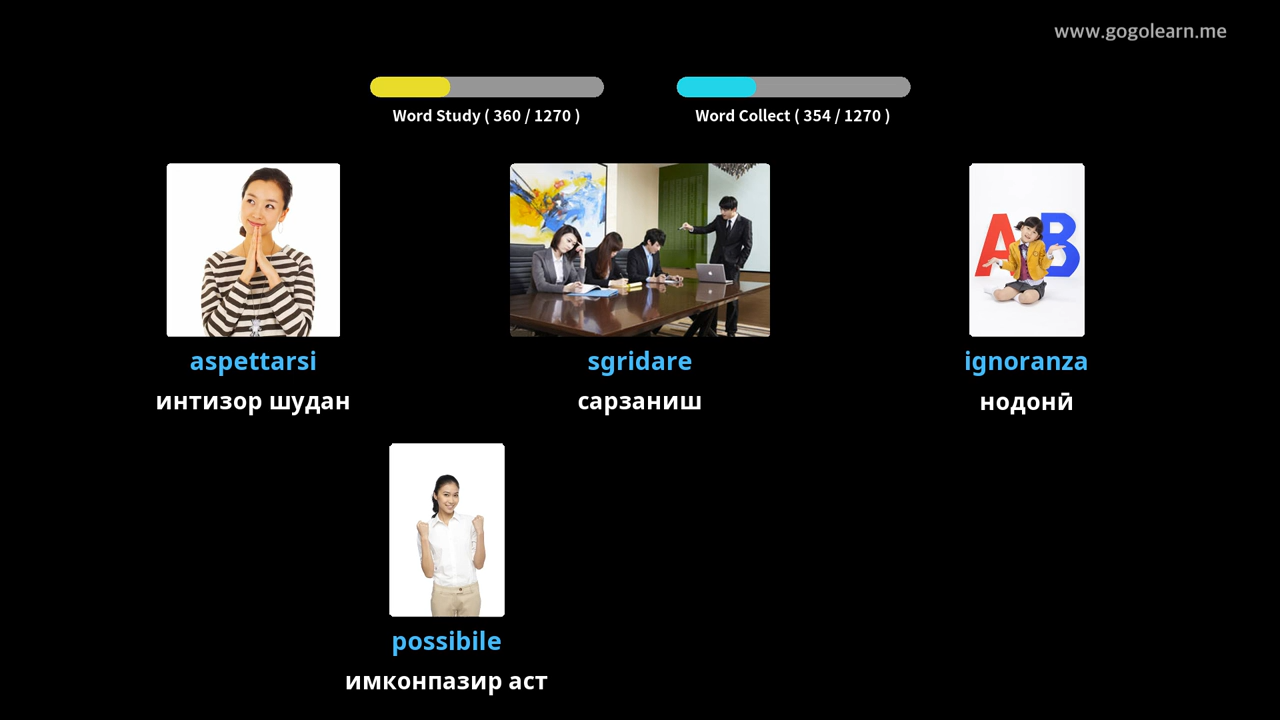 www.gogolearn.me
Word Study ( 360 / 1270 )
Word Collect ( 354 / 1270 )
aspettarsi
интизор шудан
sgridare
сарзаниш
ignoranza
нодонӣ
possibile
имконпазир аст
A B